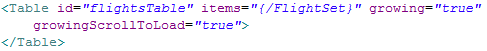 <Table id="flightsTable" items="{/FlightSet}" growing="true"
growingScrollToLoad="true">
</Table>